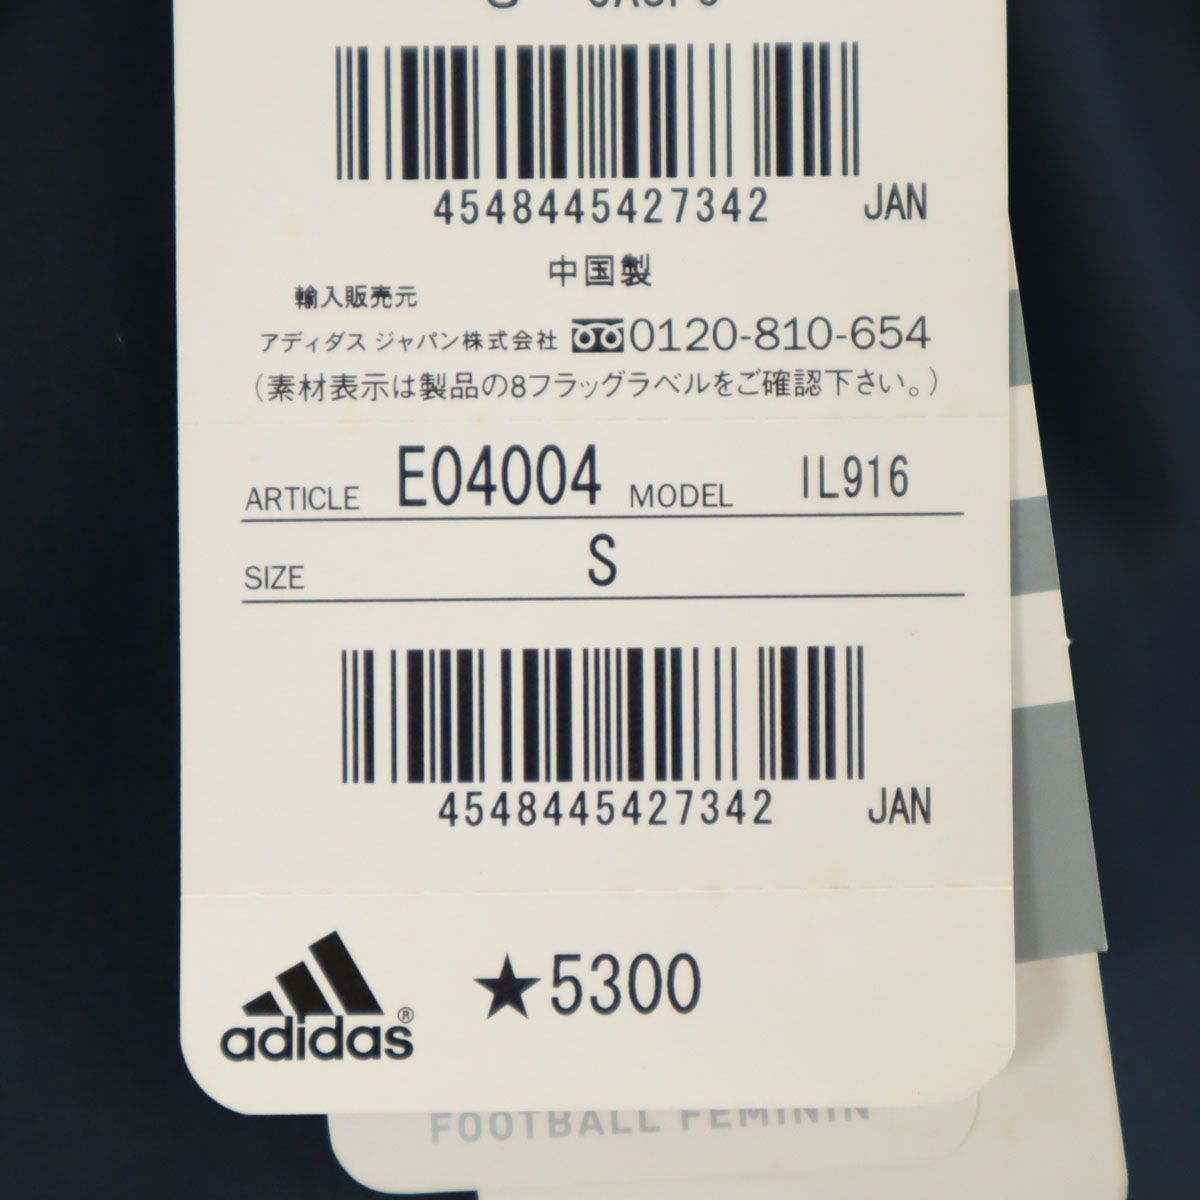 4548445427342 JAN
中国製
輸入販売元
アディダス ジャパン株式会社 0120-810-654
(素材表示は製品の8フラッグラベルをご確認下さい。)
ARTICLE E04004 MODEL IL916
SIZE S
4548445427342 JAN
adidas® ★5300
FOOTBALL FEMININ